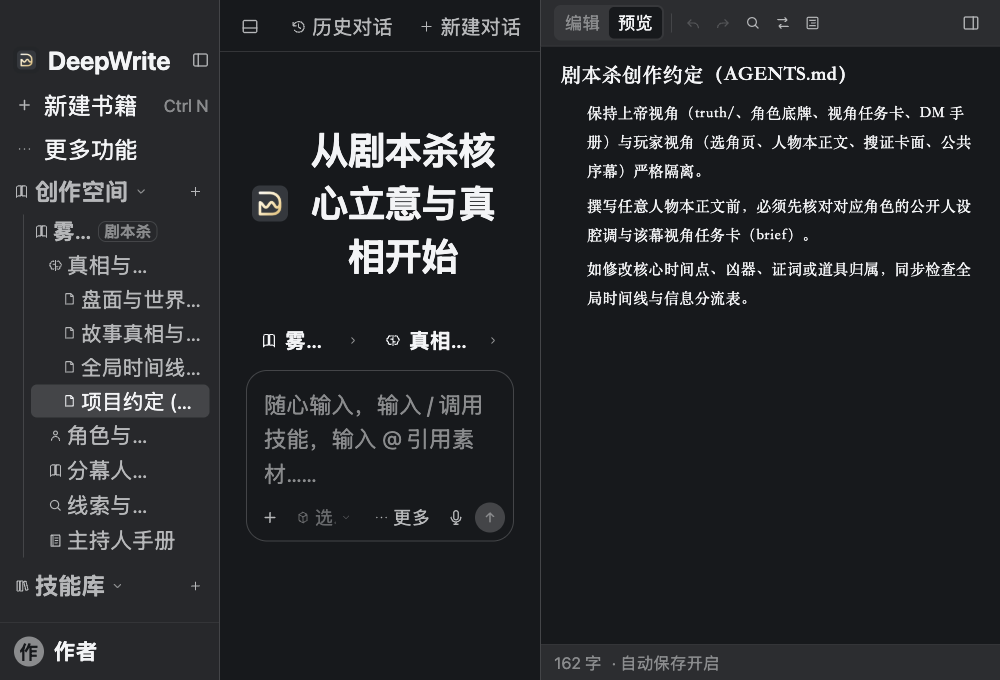 DeepWrite
新建书籍 Ctrl N
更多功能
创作空间
雾... 剧本杀
真相与...
盘面与世界...
故事真相与...
全局时间线...
项目约定 (...
角色与...
分幕人...
线索与...
主持人手册
技能库
作 作者
历史对话 新建对话
从剧本杀核
心立意与真
相开始
雾... 真相...
随心输入，输入 / 调用
技能，输入 @ 引用素
材……
选 更多
编辑 预览
剧本杀创作约定（AGENTS.md）
保持上帝视角（truth/、角色底牌、视角任务卡、DM 手
册）与玩家视角（选角页、人物本正文、搜证卡面、公共
序幕）严格隔离。
撰写任意人物本正文前，必须先核对对应角色的公开人设
腔调与该幕视角任务卡（brief）。
如修改核心时间点、凶器、证词或道具归属，同步检查全
局时间线与信息分流表。
162 字 · 自动保存开启